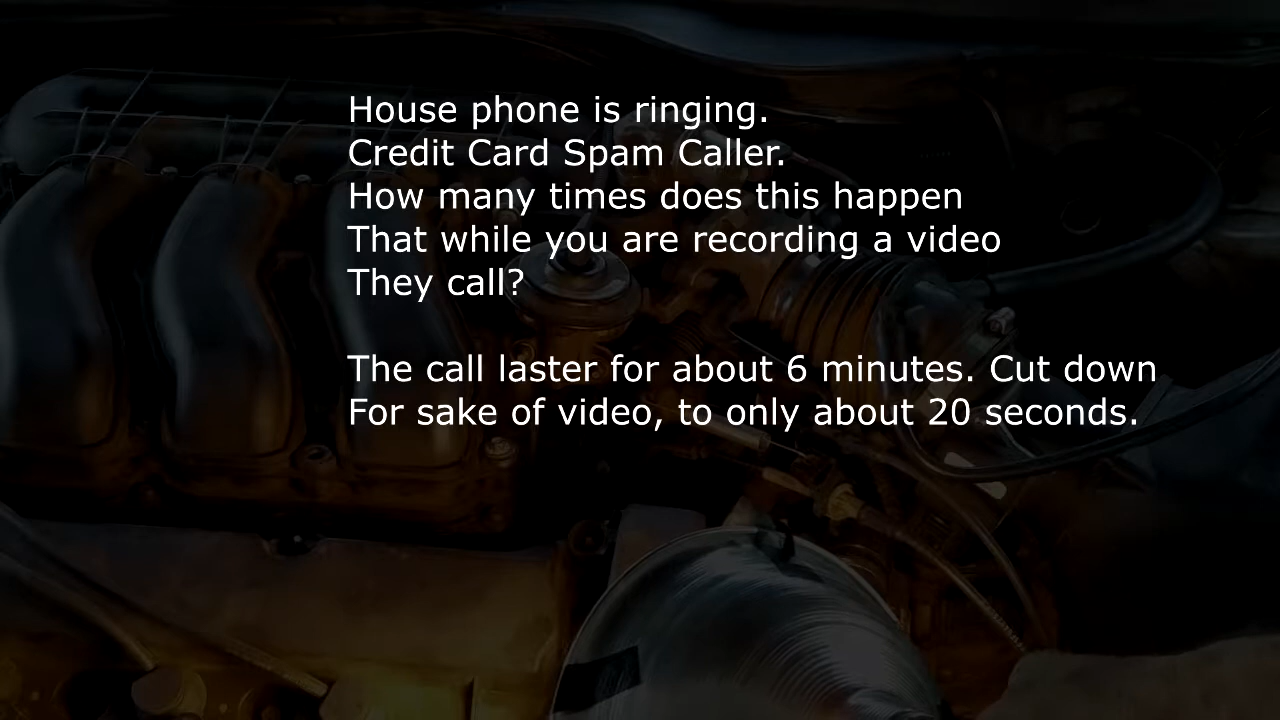 House phone is ringing.
Credit Card Spam Caller.
How many times does this happen
That while you are recording a video
They call?
The call laster for about 6 minutes. Cut down
For sake of video, to only about 20 seconds.